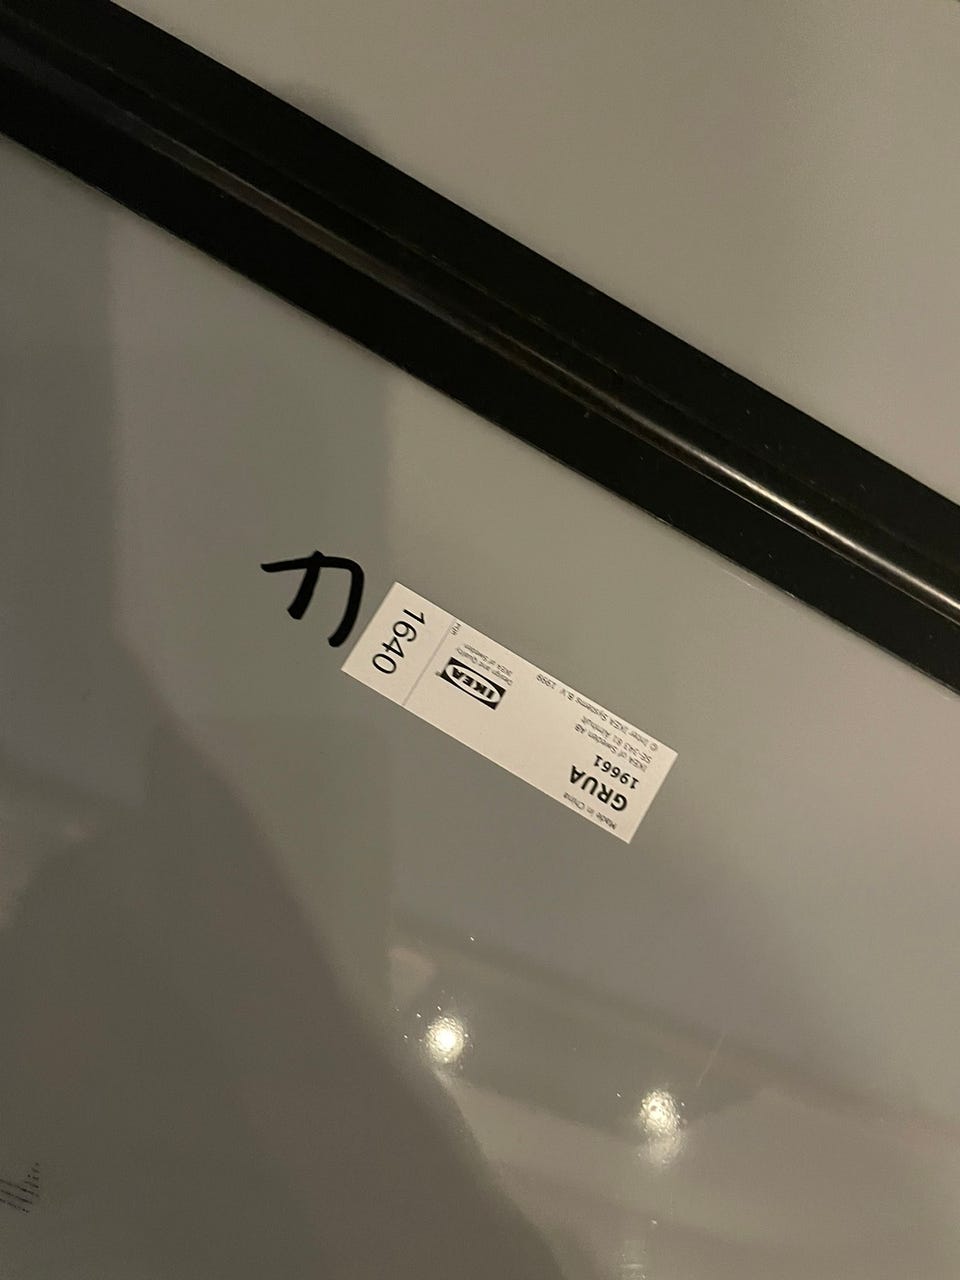 Made in China
GRUA
19661
IKEA of Sweden AB
SE-343 81 Älmhult
© Inter IKEA Systems B.V. 1999
IKEA®
Design and Quality
IKEA of Sweden
1640